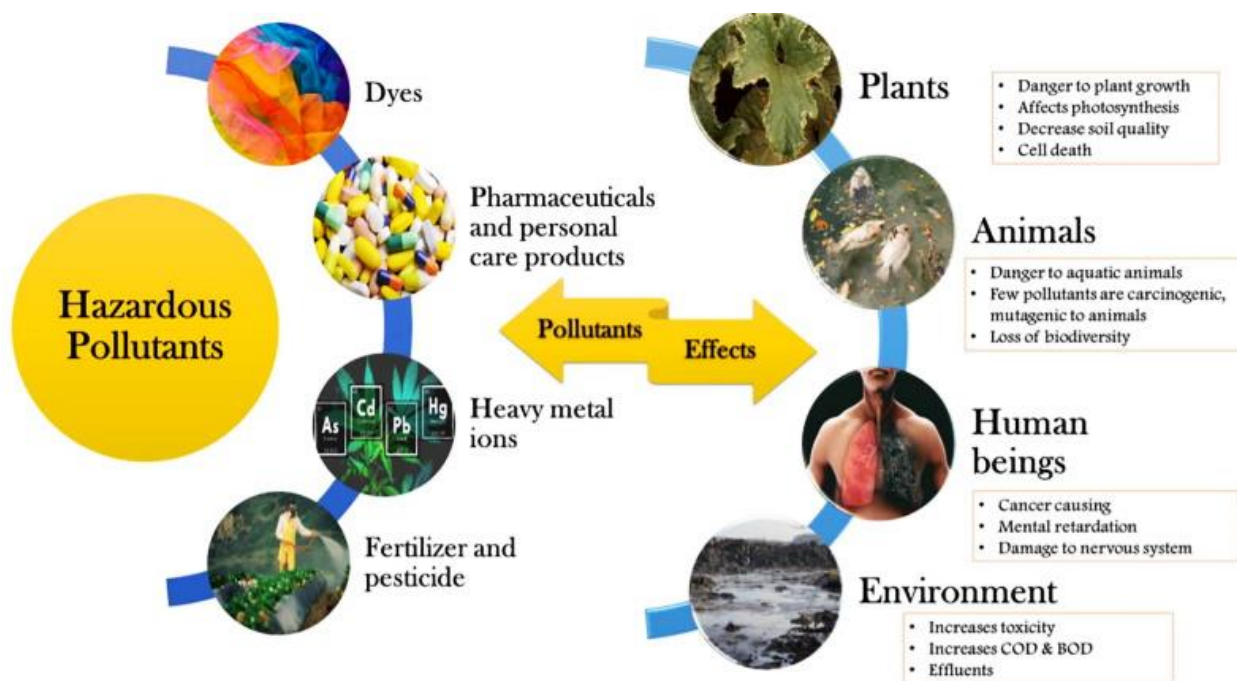 Hazardous
Pollutants
Dyes
Pharmaceuticals
and personal
care products
As
Cd
Pb
Hg
Heavy metal
ions
Fertilizer and
pesticide
Pollutants
Effects
Plants
• Danger to plant growth
• Affects photosynthesis
• Decrease soil quality
• Cell death
Animals
• Danger to aquatic animals
• Few pollutants are carcinogenic,
mutagenic to animals
• Loss of biodiversity
Human
beings
• Cancer causing
• Mental retardation
• Damage to nervous system
Environment
• Increases toxicity
• Increases COD & BOD
• Effluents